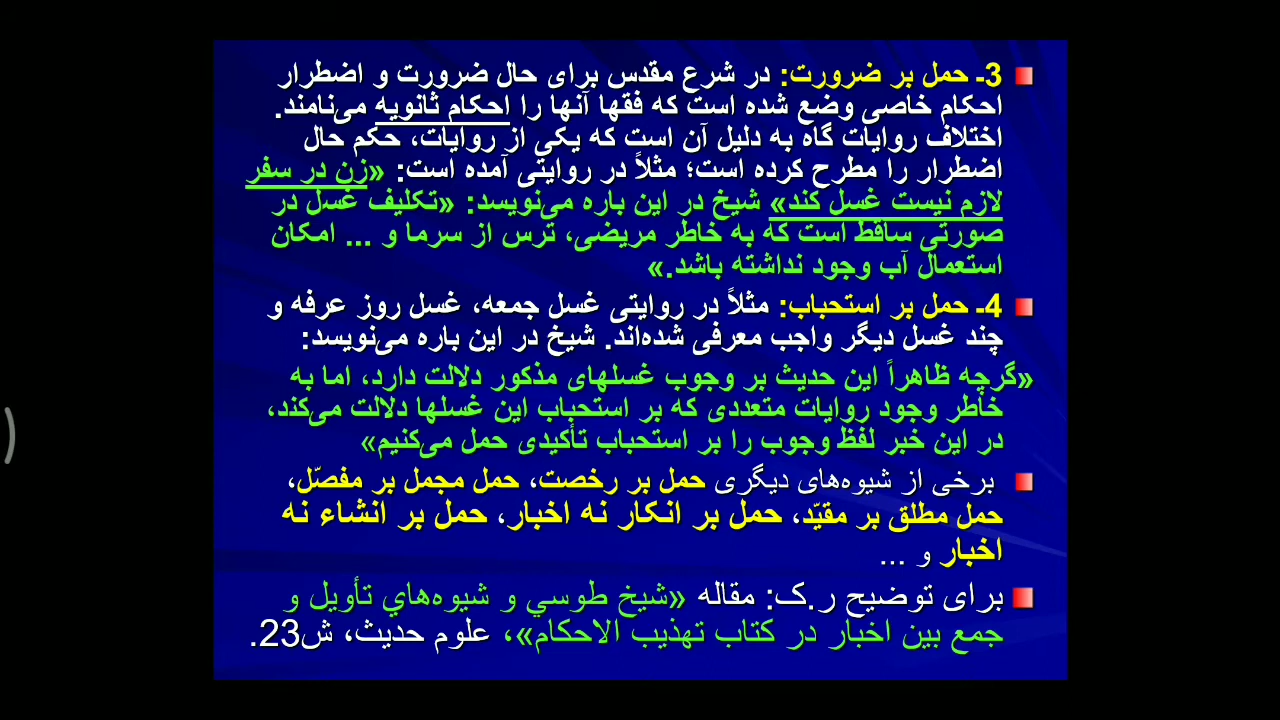 3ـ حمل بر ضرورت: در شرع مقدس برای حال ضرورت و اضطرار
احکام خاصی وضع شده است که فقها آنها را احکام ثانویه می‌نامند.
اختلاف روایات گاه به دلیل آن است که یکی از روایات، حکم حال
اضطرار را مطرح کرده است؛ مثلاً در روایتی آمده است: «زن در سفر
لازم نیست غسل کند» شیخ در این باره می‌نویسد: «تکلیف غسل در
صورتی ساقط است که به خاطر مریضی، ترس از سرما و ... امکان
استعمال آب وجود نداشته باشد.»
4ـ حمل بر استحباب: مثلاً در روایتی غسل جمعه، غسل روز عرفه و
چند غسل دیگر واجب معرفی شده‌اند. شیخ در این باره می‌نویسد:
«گرچه ظاهراً این حدیث بر وجوب غسلهای مذکور دلالت دارد، اما به
خاطر وجود روایات متعددی که بر استحباب این غسلها دلالت می‌کند،
در این خبر لفظ وجوب را بر استحباب تأکیدی حمل می‌کنیم»
برخی از شیوه‌های دیگری حمل بر رخصت، حمل مجمل بر مفصّل،
حمل مطلق بر مقیّد، حمل بر انکار نه اخبار، حمل بر انشاء نه
اخبار و ...
برای توضیح ر.ک: مقاله «شيخ طوسي و شيوه‌هاي تأويل و
جمع بين اخبار در كتاب تهذيب الاحكام»، علوم حدیث، ش23.